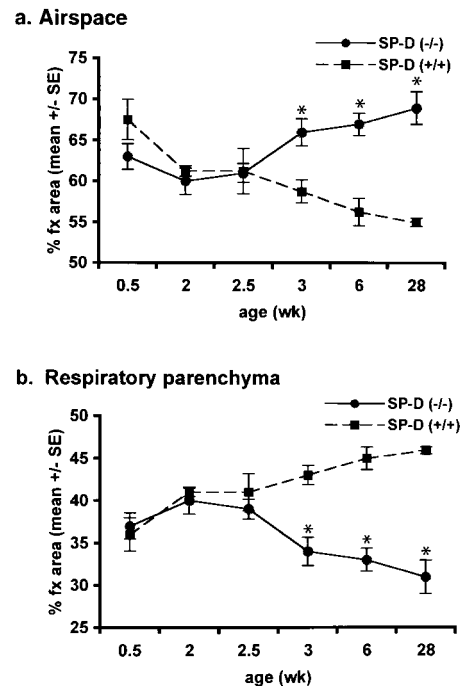 a. Airspace
SP-D (-/-)
SP-D (+/+)
% fx area (mean +/- SE)
75
70
65
60
55
50
* * *
0.5 2 2.5 3 6 28
age (wk)
b. Respiratory parenchyma
SP-D (-/-)
SP-D (+/+)
% fx area (mean +/- SE)
50
45
40
35
30
25
* * *
0.5 2 2.5 3 6 28
age (wk)